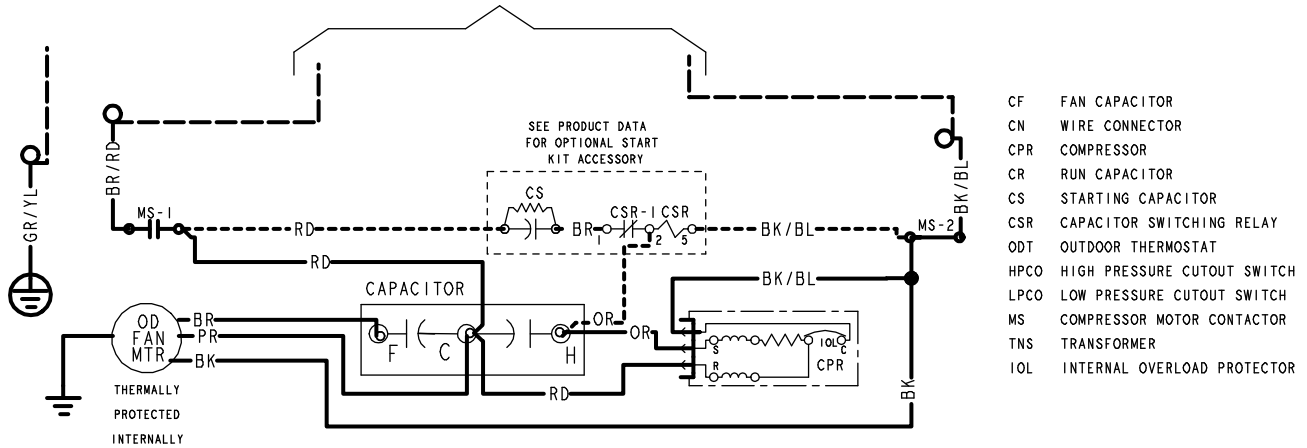 SEE PRODUCT DATA
FOR OPTIONAL START
KIT ACCESSORY
GR/YL
BR/RD
MS-1
RD
CS
BR
1
CSR-1
2
CSR
5
BK/BL
MS-2
BK/BL
RD
BK/BL
CAPACITOR
F
C
H
OR
OR
OD
FAN
MTR
BR
PR
BK
THERMALLY
PROTECTED
INTERNALLY
RD
S
R
IOL
C
CPR
BK
CF FAN CAPACITOR
CN WIRE CONNECTOR
CPR COMPRESSOR
CR RUN CAPACITOR
CS STARTING CAPACITOR
CSR CAPACITOR SWITCHING RELAY
ODT OUTDOOR THERMOSTAT
HPCO HIGH PRESSURE CUTOUT SWITCH
LPCO LOW PRESSURE CUTOUT SWITCH
MS COMPRESSOR MOTOR CONTACTOR
TNS TRANSFORMER
IOL INTERNAL OVERLOAD PROTECTOR